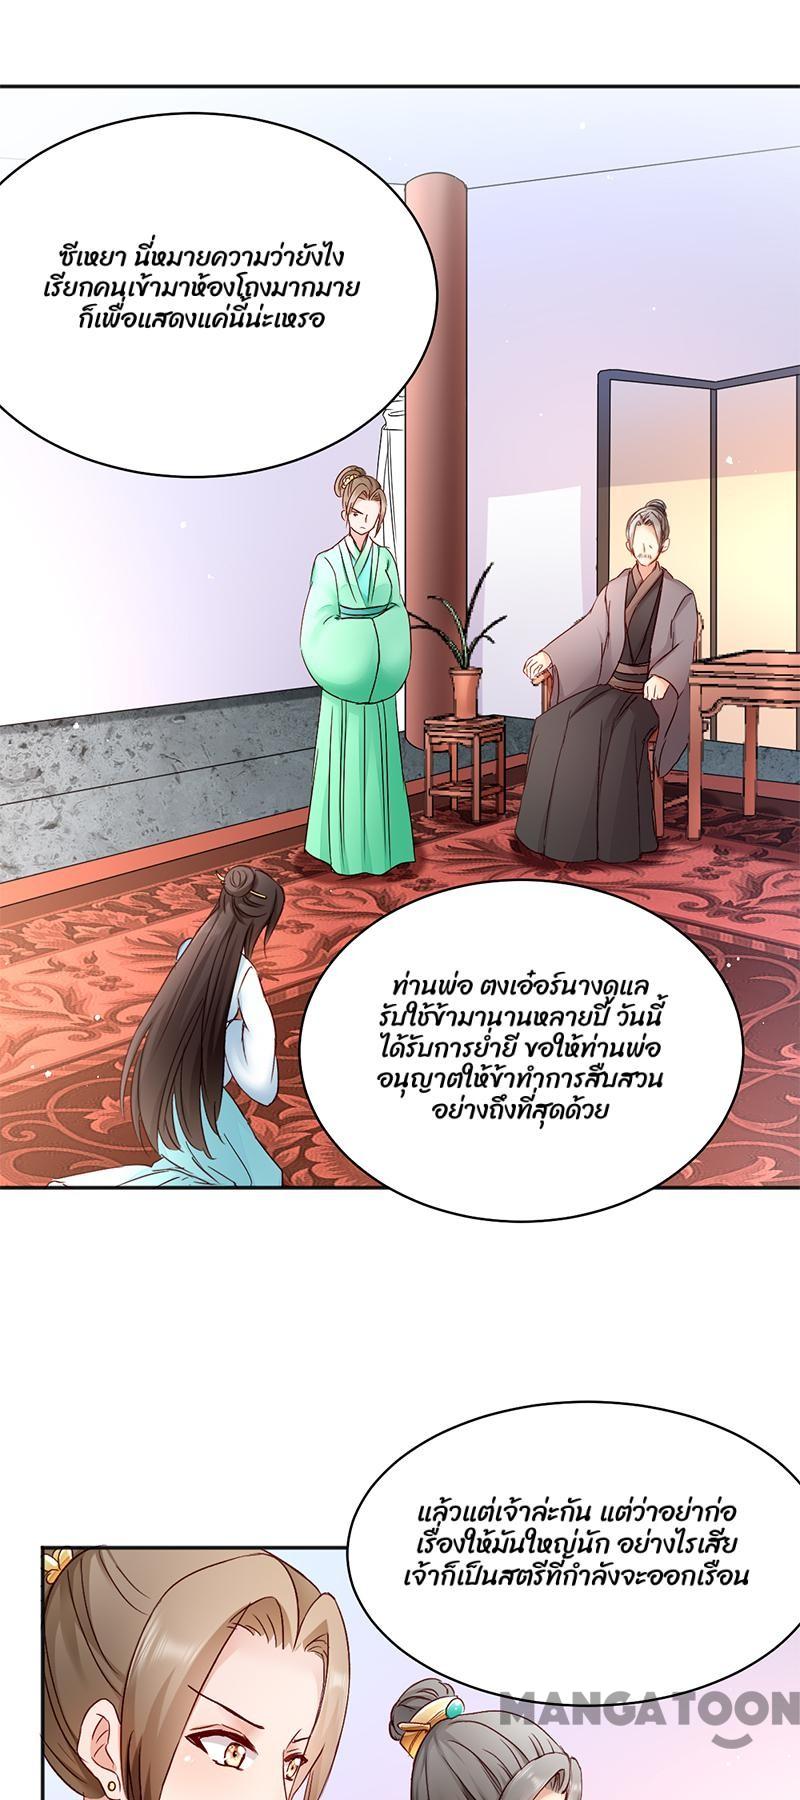 ซีเหยา นี่หมายความว่ายังไง
เรียกคนเข้ามาห้องโถงมากมาย
ก็เพื่อแสดงแค่นี้น่ะเหรอ
ท่านพ่อ ตงเอ๋อร์นางดูแล
รับใช้ข้ามานานหลายปี วันนี้
ได้รับการย่ำยี ขอให้ท่านพ่อ
อนุญาตให้ข้าทำการสืบสวน
อย่างถึงที่สุดด้วย
แล้วแต่เจ้าล่ะกัน แต่ว่าอย่าก่อ
เรื่องให้มันใหญ่นัก อย่างไรเสีย
เจ้าก็เป็นสตรีที่กำลังจะออกเรือน
MANGATOON